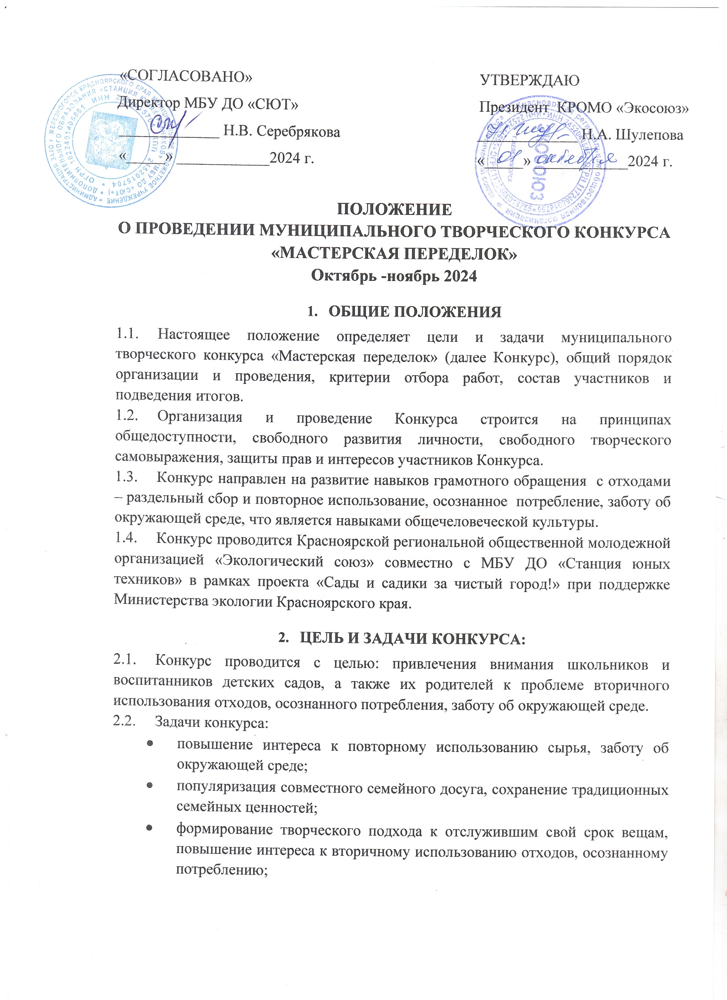 «СОГЛАСОВАНО»
Директор МБУ ДО «СЮТ»
_____________ Н.В. Серебрякова
«_____» ____________2024 г.
УТВЕРЖДАЮ
Президент КРОМО «Экосоюз»
_____________ Н.А. Шулепова
«01» октября 2024 г.
ЭКОСОЮЗ
ПОЛОЖЕНИЕ
О ПРОВЕДЕНИИ МУНИЦИПАЛЬНОГО ТВОРЧЕСКОГО КОНКУРСА
«МАСТЕРСКАЯ ПЕРЕДЕЛОК»
Октябрь -ноябрь 2024
1. ОБЩИЕ ПОЛОЖЕНИЯ
1.1. Настоящее положение определяет цели и задачи муниципального
творческого конкурса «Мастерская переделок» (далее Конкурс), общий порядок
организации и проведения, критерии отбора работ, состав участников и
подведения итогов.
1.2. Организация и проведение Конкурса строится на принципах
общедоступности, свободного развития личности, свободного творческого
самовыражения, защиты прав и интересов участников Конкурса.
1.3. Конкурс направлен на развитие навыков грамотного обращения с отходами
– раздельный сбор и повторное использование, осознанное потребление, заботу об
окружающей среде, что является навыками общечеловеческой культуры.
1.4. Конкурс проводится Красноярской региональной общественной молодежной
организацией «Экологический союз» совместно с МБУ ДО «Станция юных
техников» в рамках проекта «Сады и садики за чистый город!» при поддержке
Министерства экологии Красноярского края.
2. ЦЕЛЬ И ЗАДАЧИ КОНКУРСА:
2.1. Конкурс проводится с целью: привлечения внимания школьников и
воспитанников детских садов, а также их родителей к проблеме вторичного
использования отходов, осознанного потребления, заботу об окружающей среде.
2.2. Задачи конкурса:
• повышение интереса к повторному использованию сырья, заботу об
окружающей среде;
• популяризация совместного семейного досуга, сохранение традиционных
семейных ценностей;
• формирование творческого подхода к отслужившим свой срок вещам,
повышение интереса к вторичному использованию отходов, осознанному
потреблению;